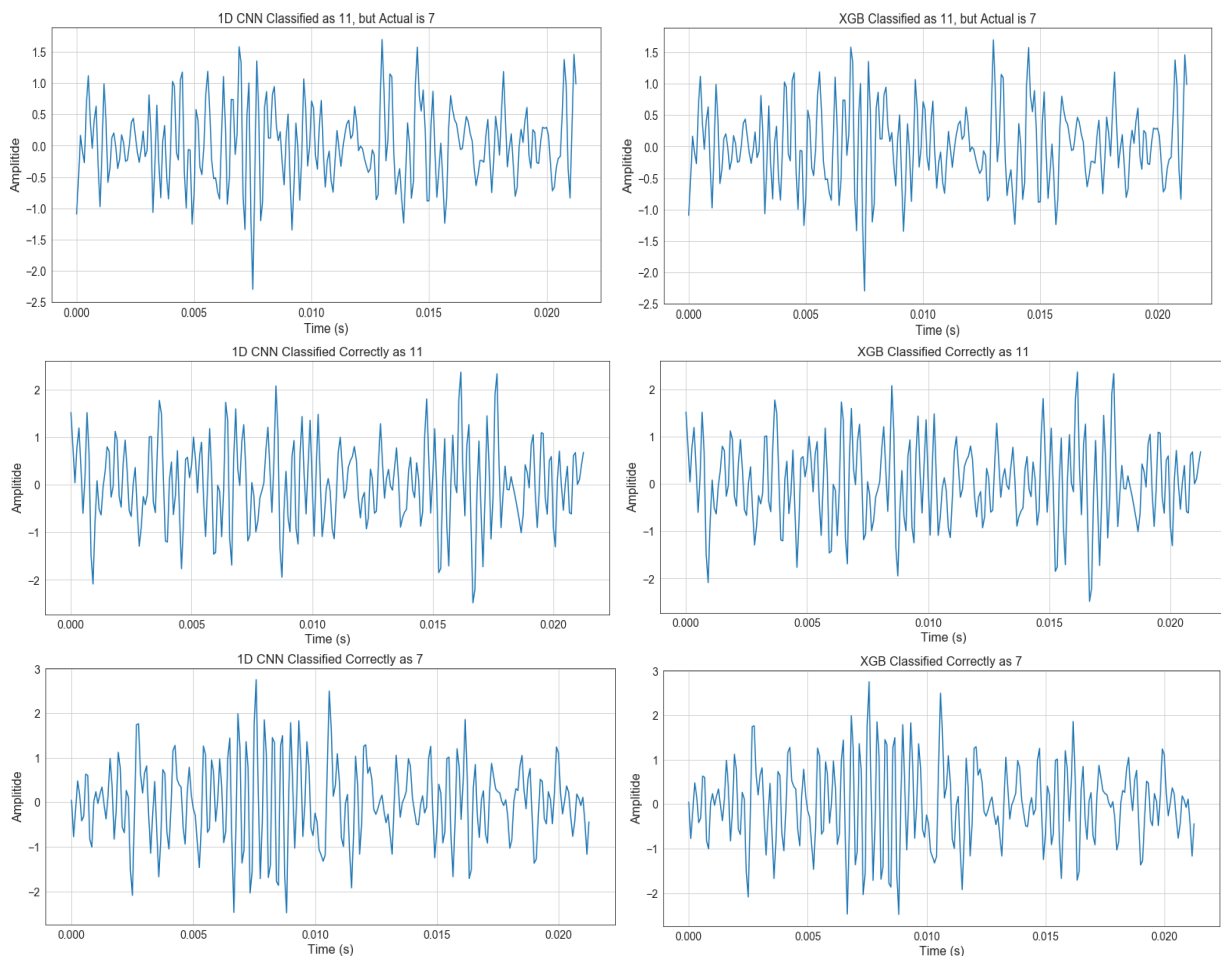 1D CNN Classified as 11, but Actual is 7
1.5
1.0
0.5
0.0
−0.5
−1.0
−1.5
−2.0
−2.5
Amplitide
0.000 0.005 0.010 0.015 0.020
Time (s)
XGB Classified as 11, but Actual is 7
1.5
1.0
0.5
0.0
−0.5
−1.0
−1.5
−2.0
−2.5
Amplitide
0.000 0.005 0.010 0.015 0.020
Time (s)
1D CNN Classified Correctly as 11
2
1
0
−1
−2
Amplitide
0.000 0.005 0.010 0.015 0.020
Time (s)
XGB Classified Correctly as 11
2
1
0
−1
−2
Amplitide
0.000 0.005 0.010 0.015 0.020
Time (s)
1D CNN Classified Correctly as 7
3
2
1
0
−1
−2
Amplitide
0.000 0.005 0.010 0.015 0.020
Time (s)
XGB Classified Correctly as 7
3
2
1
0
−1
−2
Amplitide
0.000 0.005 0.010 0.015 0.020
Time (s)